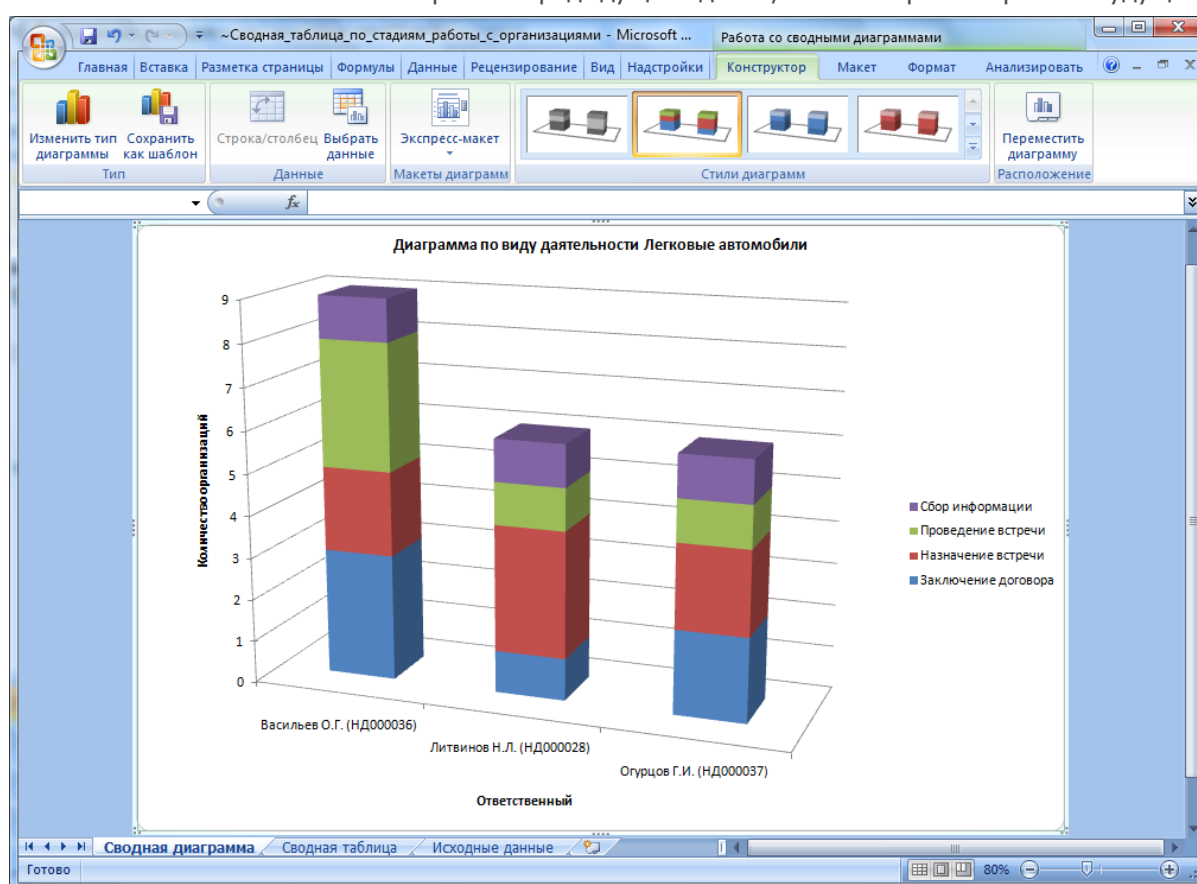 ~Сводная_таблица_по_стадиям_работы_с_организациями - Microsoft ...
Работа со сводными диаграммами
Главная Вставка Разметка страницы Формулы Данные Рецензирование Вид Надстройки Конструктор Макет Формат Анализировать
Изменить тип диаграммы
Сохранить как шаблон
Строка/столбец
Выбрать данные
Экспресс-макет
Переместить диаграмму
Тип Данные Макеты диаграмм Стили диаграмм Расположение
fx
Диаграмма по виду даятельности Легковые автомобили
9
8
7
6
5
4
3
2
1
0
Количество организаций
Сбор информации
Проведение встречи
Назначение встречи
Заключение договора
Васильев О.Г. (НД000036)
Литвинов Н.Л. (НД000028)
Огурцов Г.И. (НД000037)
Ответственный
Сводная диаграмма Сводная таблица Исходные данные
Готово 80%